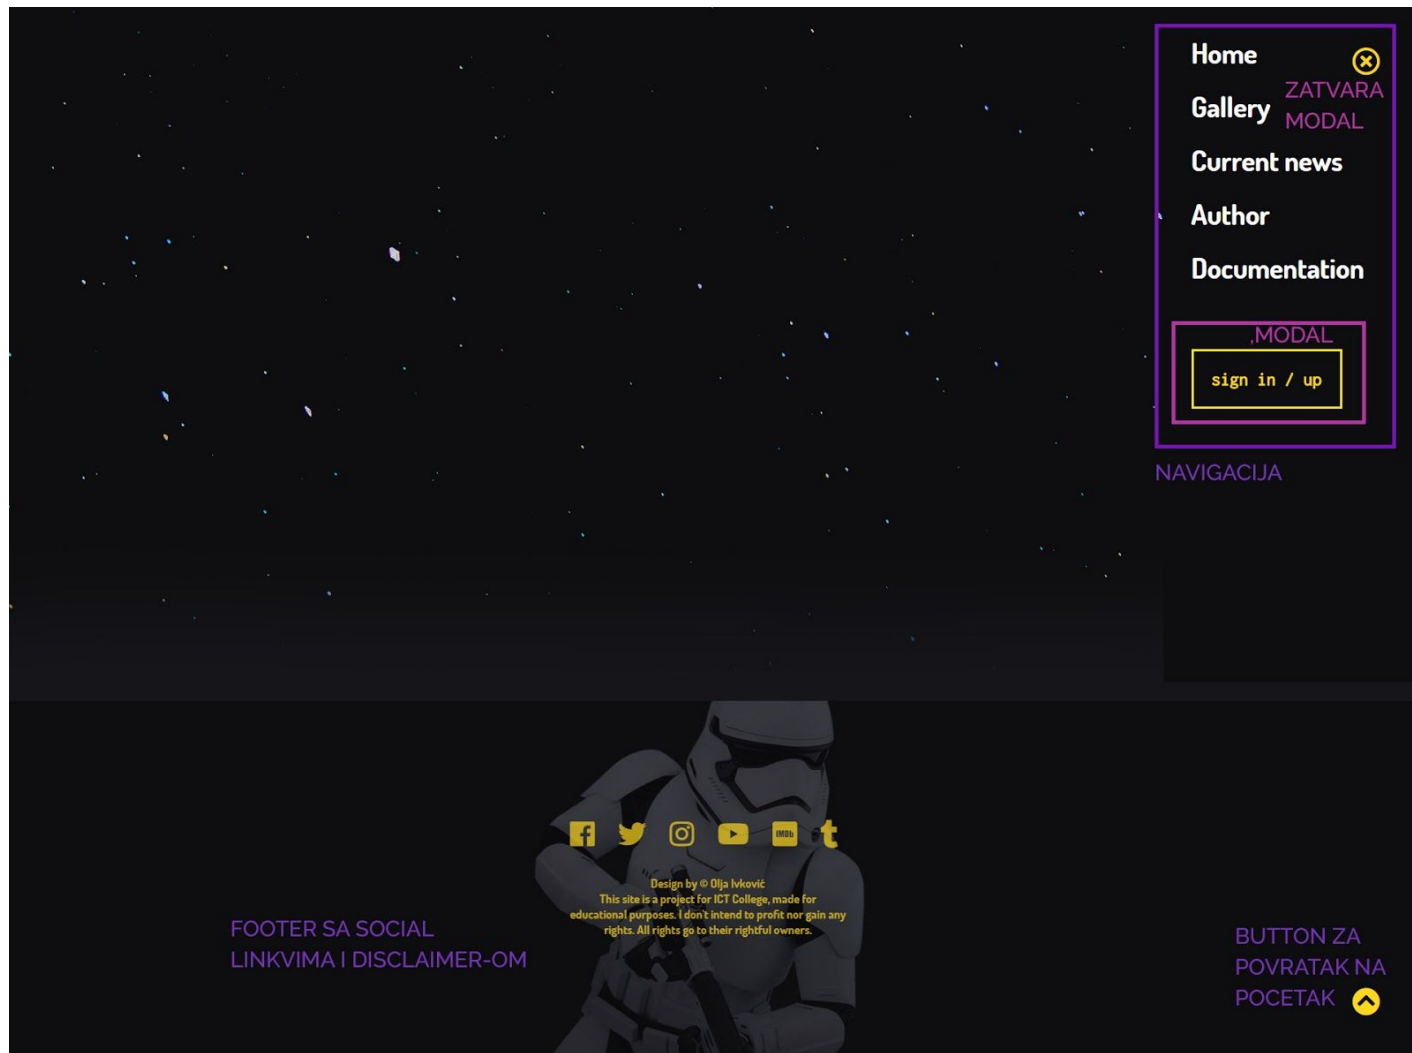 Home
ZATVARA
MODAL
Gallery
Current news
Author
Documentation
,MODAL
sign in / up
NAVIGACIJA
IMDb
Design by © Olja Ivković
This site is a project for ICT College, made for
educational purposes. I don't intend to profit nor gain any
rights. All rights go to their rightful owners.
FOOTER SA SOCIAL
LINKVIMA I DISCLAIMER-OM
BUTTON ZA
POVRATAK NA
POCETAK